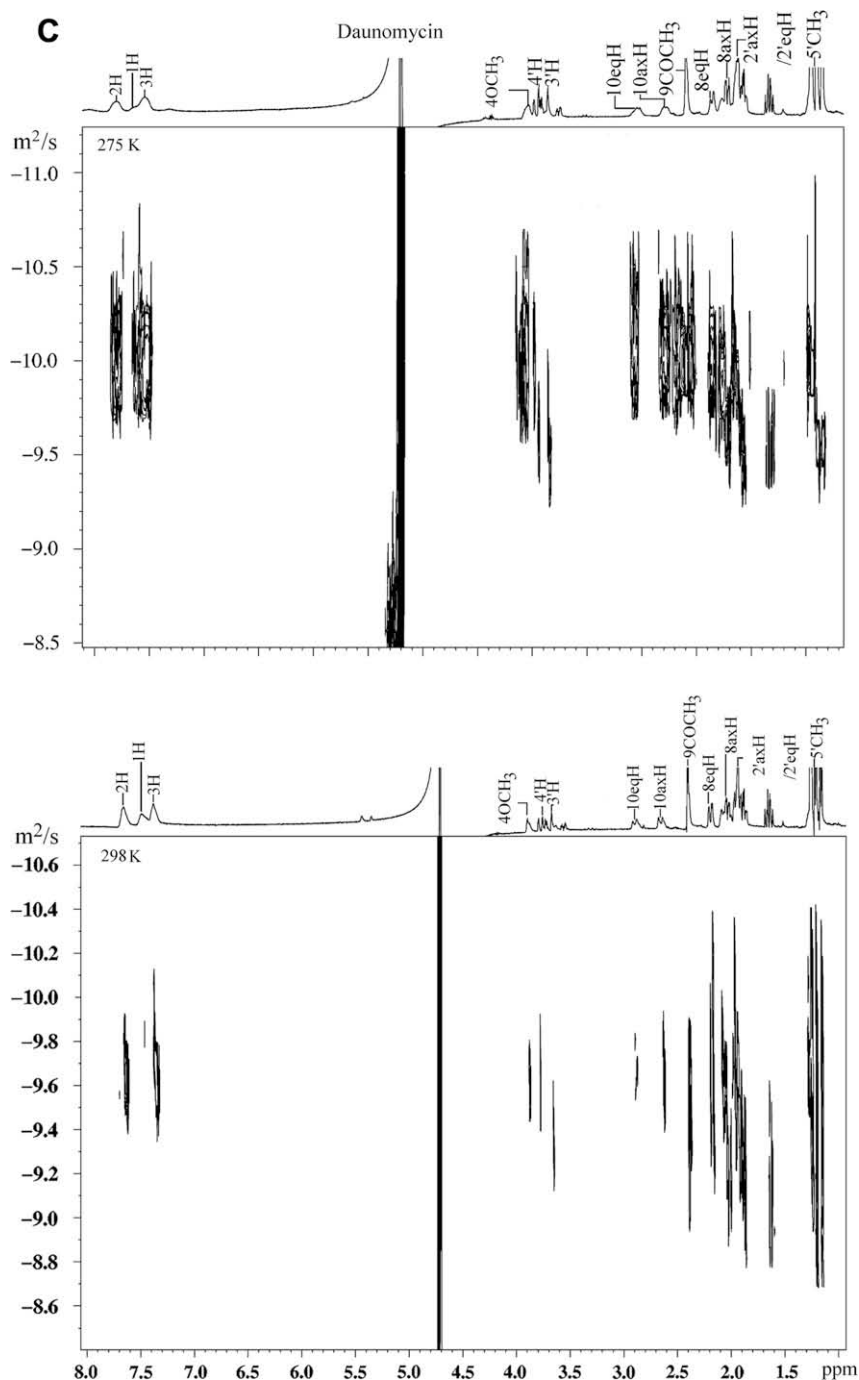 C
Daunomycin
2H
1H
3H
4OCH3
4'H
3'H
10eqH
10axH
9COCH3
8eqH
8axH
2'axH
/2'eqH
5'CH3
m²/s
275 K
−11.0
−10.5
−10.0
−9.5
−9.0
−8.5
2H
1H
3H
4OCH3
4'H
3'H
10eqH
10axH
9COCH3
8eqH
8axH
2'axH
/2'eqH
5'CH3
m²/s
298 K
−10.6
−10.4
−10.0
−9.8
−9.6
−9.4
−9.2
−9.0
−8.8
−8.6
8.0 7.5 7.0 6.5 6.0 5.5 5.0 4.5 4.0 3.5 3.0 2.5 2.0 1.5 ppm